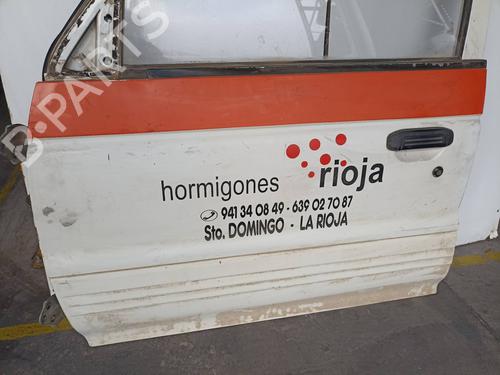 B-PARTS
hormigones rioja
941 34 08 49 - 639 02 70 87
Sto. DOMINGO - LA RIOJA